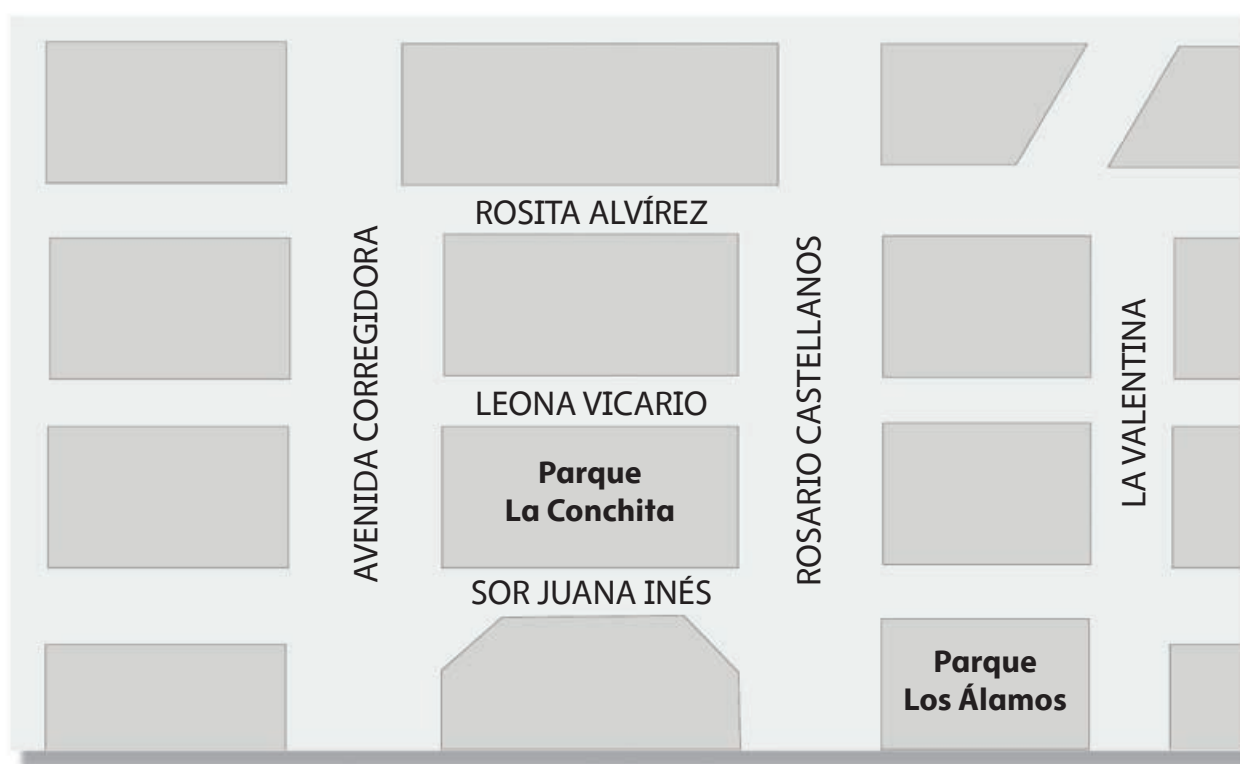 ROSITA ALVÍREZ
AVENIDA CORREGIDORA
ROSARIO CASTELLANOS
LA VALENTINA
LEONA VICARIO
Parque
La Conchita
SOR JUANA INÉS
Parque
Los Álamos